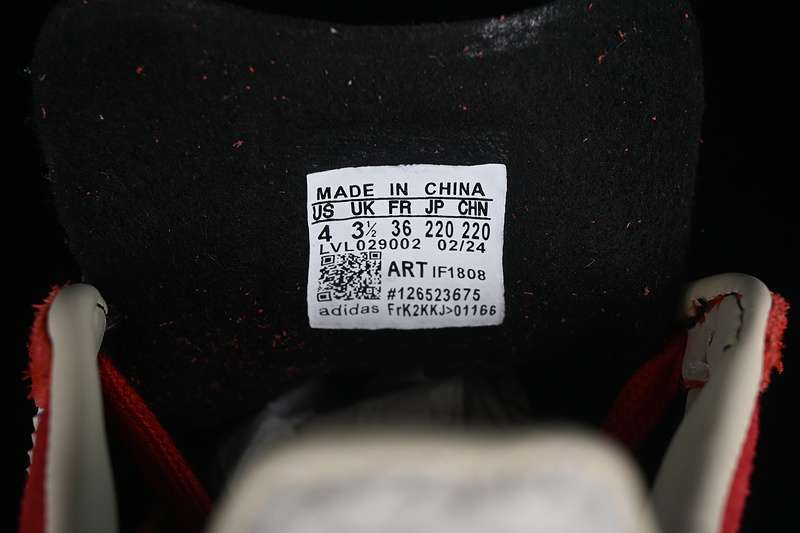 MADE IN CHINA
US UK FR JP CHN
4 3½ 36 220 220
LVL029002 02/24
ART IF1808
#126523675
adidas FrK2KKJ>01166